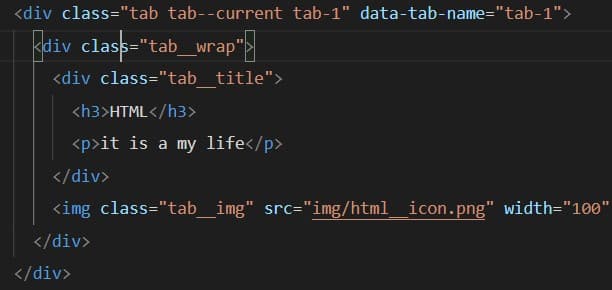 <div class="tab tab--current tab-1" data-tab-name="tab-1">
<div class="tab__wrap">
<div class="tab__title">
<h3>HTML</h3>
<p>it is a my life</p>
</div>
<img class="tab__img" src="img/html__icon.png" width="100"
</div>
</div>